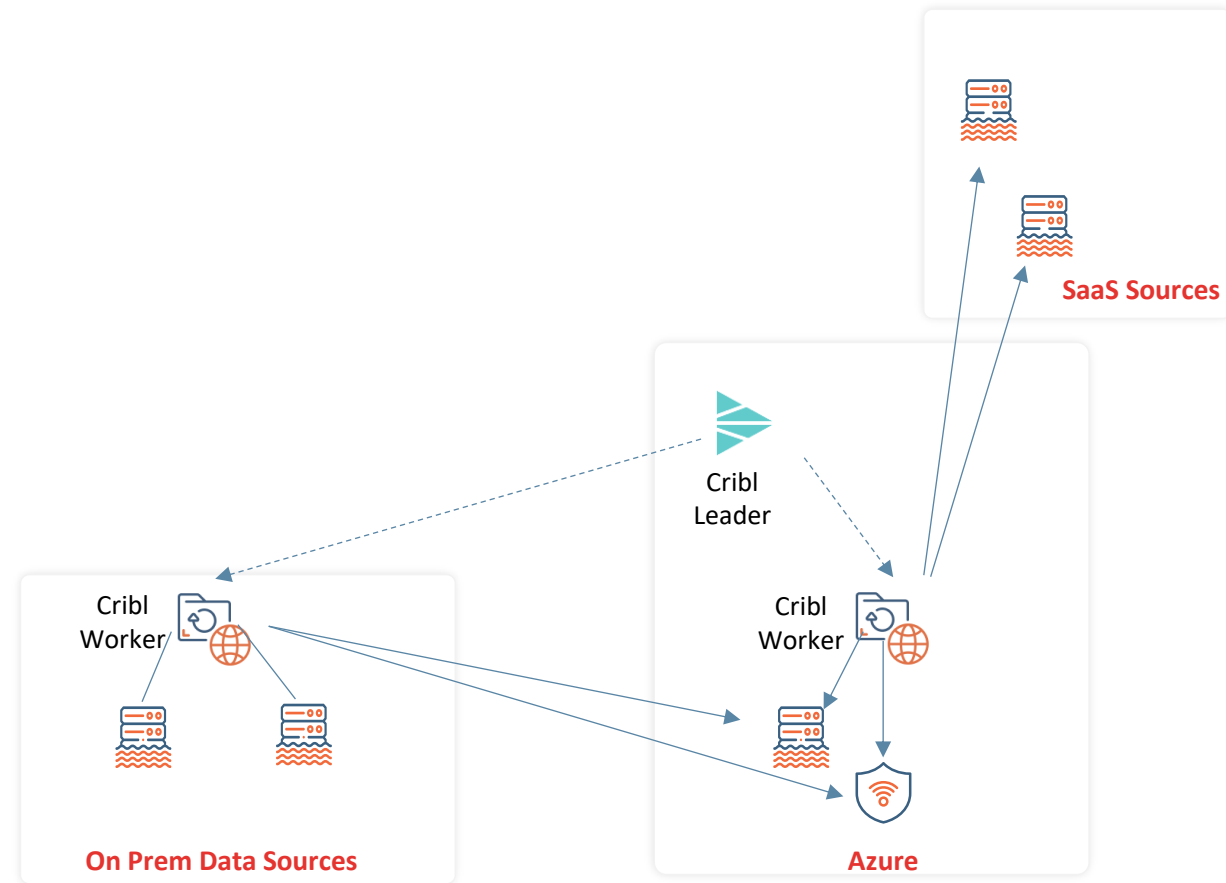 SaaS Sources
Cribl
Leader
Cribl
Worker
Cribl
Worker
On Prem Data Sources
Azure